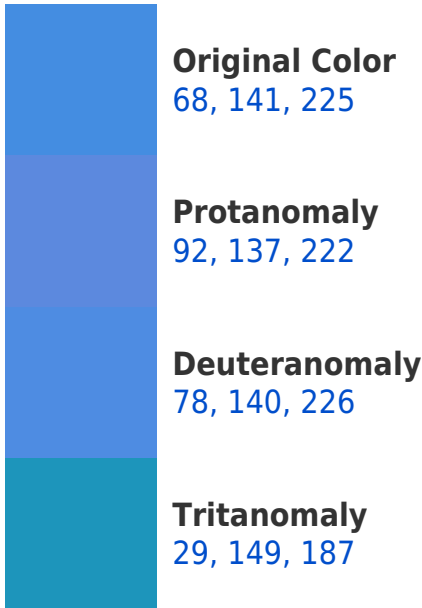 Original Color
68, 141, 225
Protanomaly
92, 137, 222
Deuteranomaly
78, 140, 226
Tritanomaly
29, 149, 187